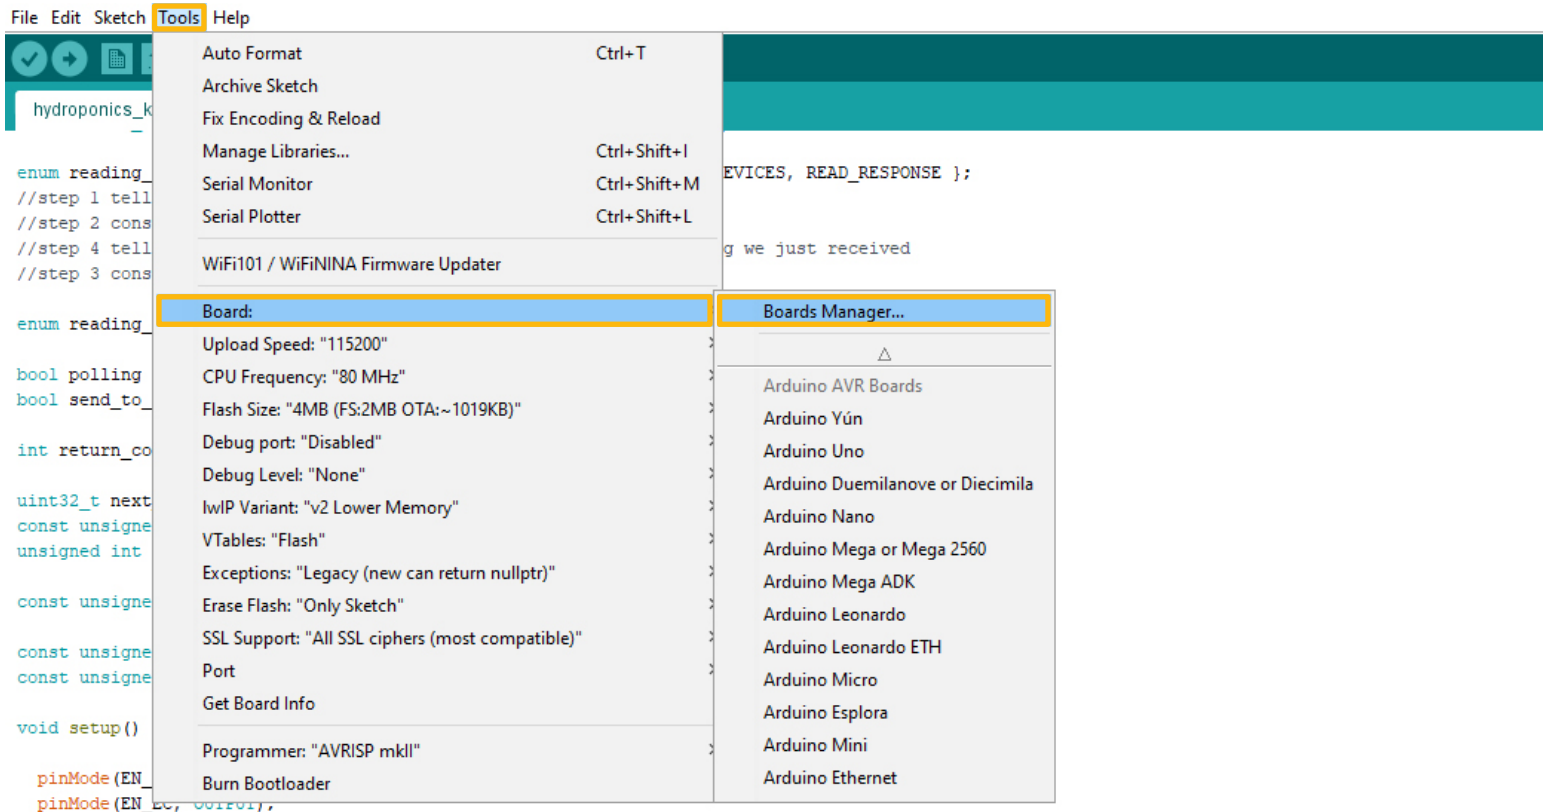 File Edit Sketch Tools Help
hydroponics_k
enum reading_
//step 1 tell
//step 2 cons
//step 4 tell
//step 3 cons
enum reading_
bool polling
bool send_to_
int return_co
uint32_t next
const unsigne
unsigned int
const unsigne
const unsigne
const unsigne
void setup()
pinMode(EN_
pinMode(EN_EC, OUTPUT);
EVICES, READ_RESPONSE };
g we just received
Auto Format Ctrl+T
Archive Sketch
Fix Encoding & Reload
Manage Libraries... Ctrl+Shift+I
Serial Monitor Ctrl+Shift+M
Serial Plotter Ctrl+Shift+L
WiFi101 / WiFiNINA Firmware Updater
Board:
Upload Speed: "115200"
CPU Frequency: "80 MHz"
Flash Size: "4MB (FS:2MB OTA:~1019KB)"
Debug port: "Disabled"
Debug Level: "None"
lwIP Variant: "v2 Lower Memory"
VTables: "Flash"
Exceptions: "Legacy (new can return nullptr)"
Erase Flash: "Only Sketch"
SSL Support: "All SSL ciphers (most compatible)"
Port
Get Board Info
Programmer: "AVRISP mkII"
Burn Bootloader
Boards Manager...
Arduino AVR Boards
Arduino Yún
Arduino Uno
Arduino Duemilanove or Diecimila
Arduino Nano
Arduino Mega or Mega 2560
Arduino Mega ADK
Arduino Leonardo
Arduino Leonardo ETH
Arduino Micro
Arduino Esplora
Arduino Mini
Arduino Ethernet